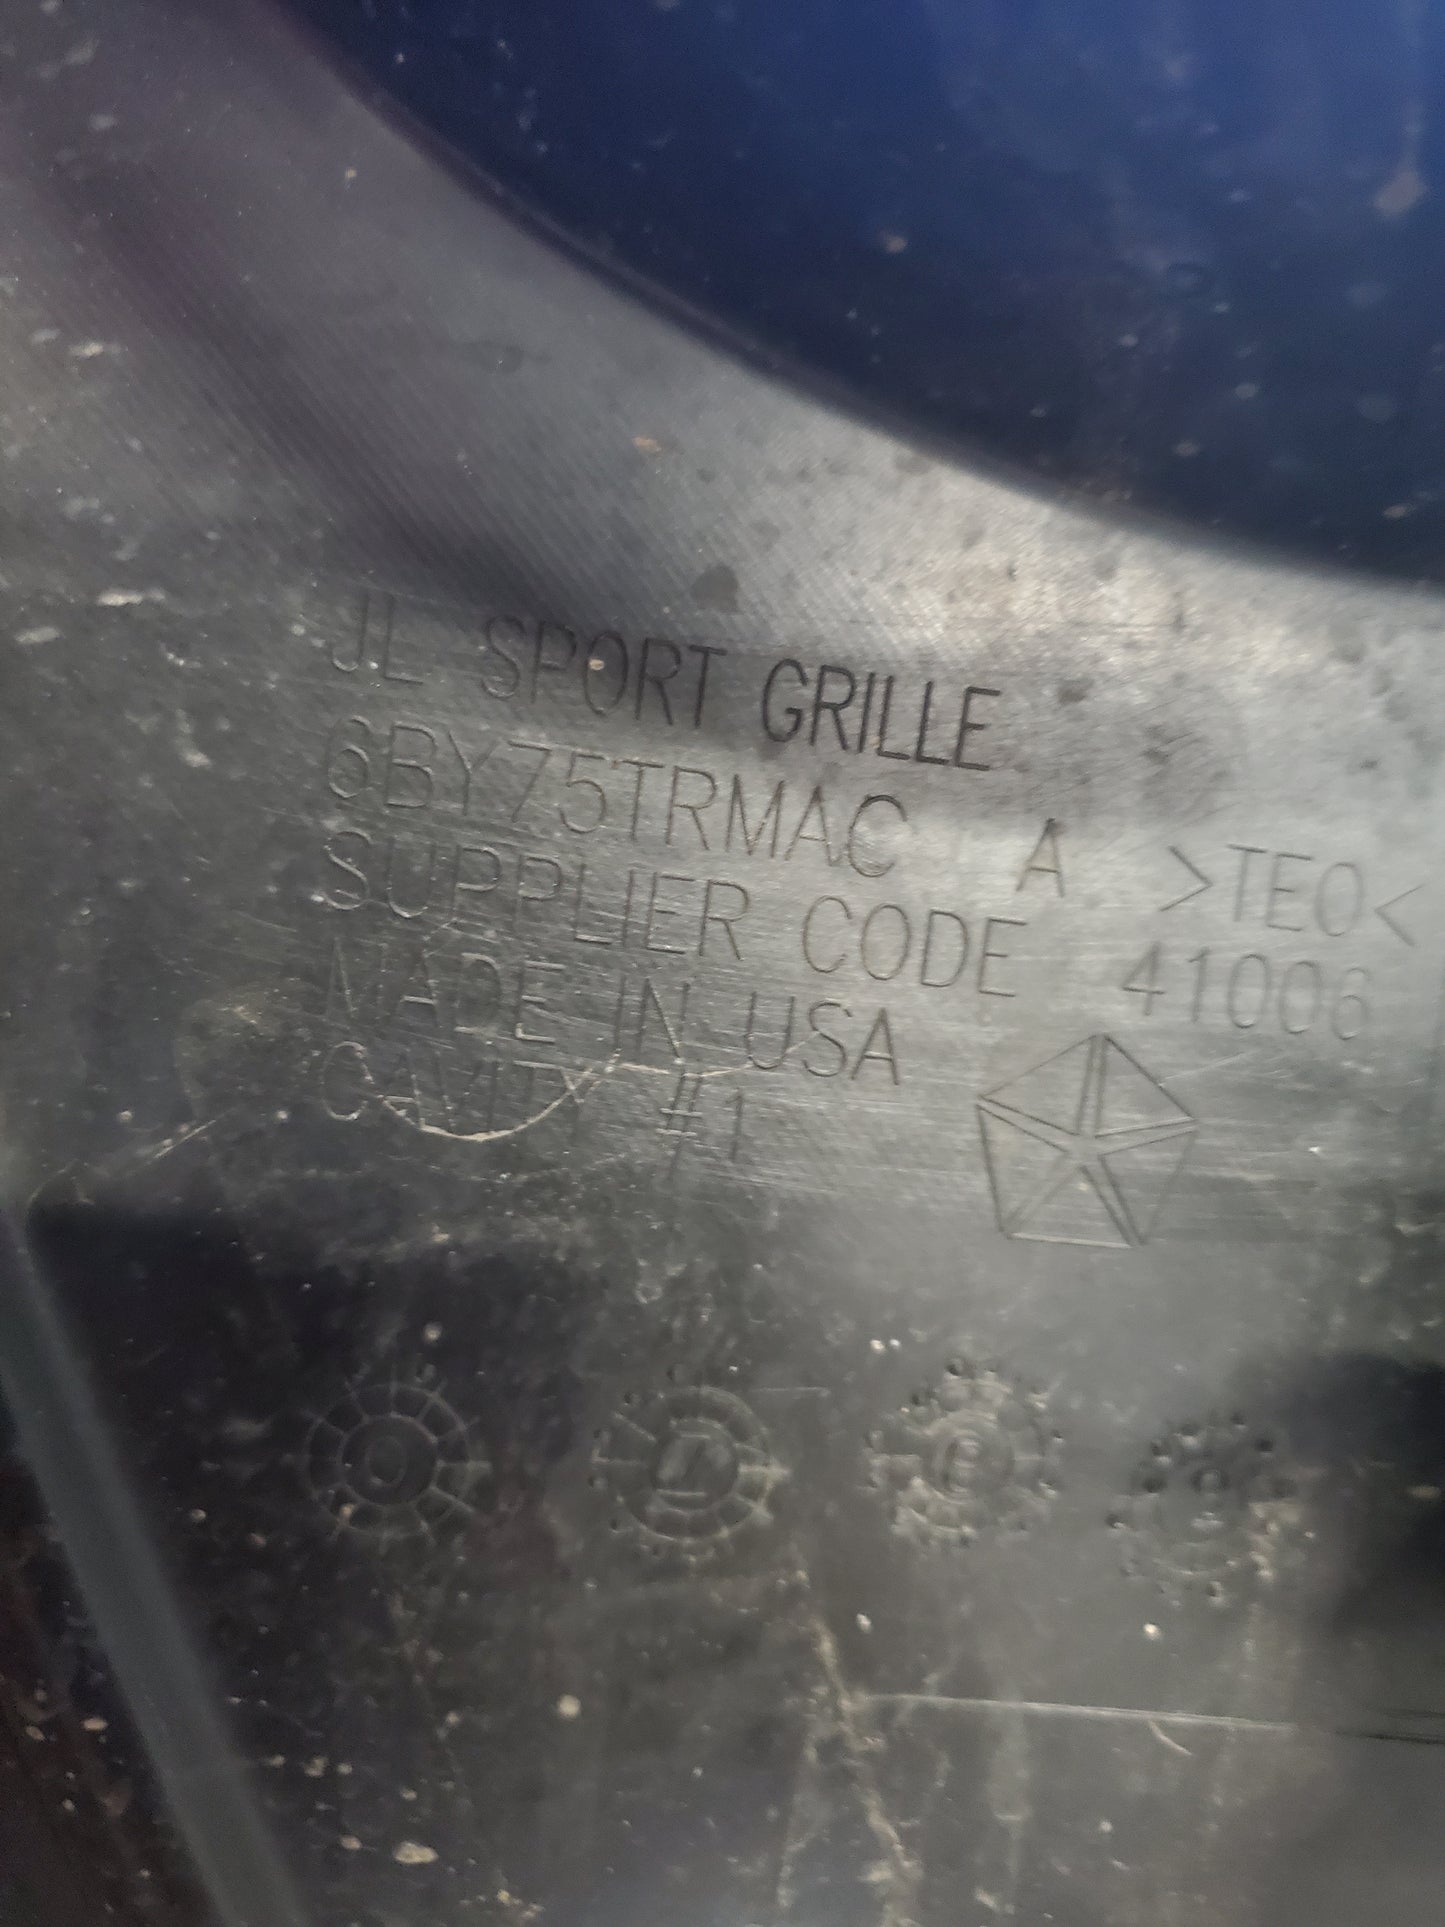 JL SPORT GRILLE
6BY75TRMAC A >TEO<
SUPPLIER CODE 41006
MADE IN USA
CAVITY #1